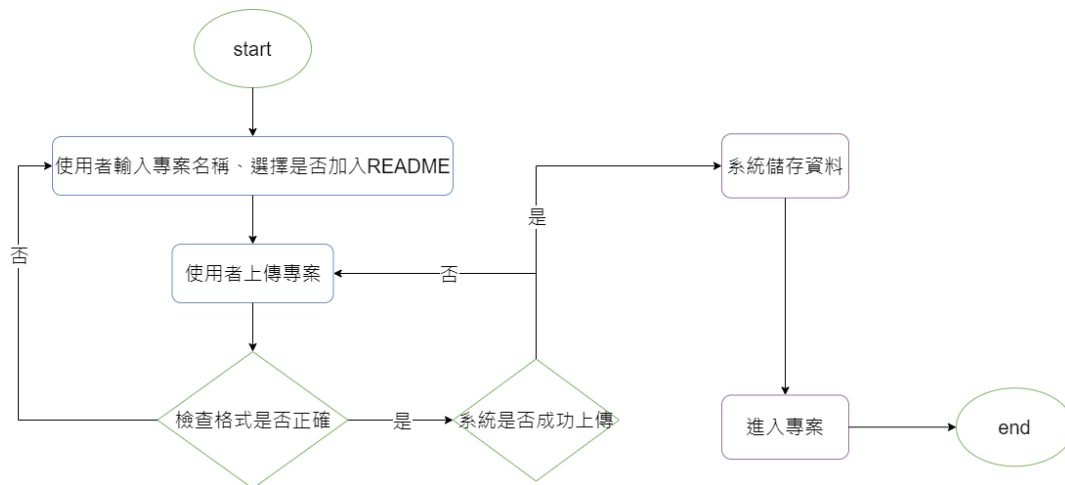 start
使用者輸入專案名稱、選擇是否加入README
系統儲存資料
是
否
使用者上傳專案
否
檢查格式是否正確
是
系統是否成功上傳
進入專案
end